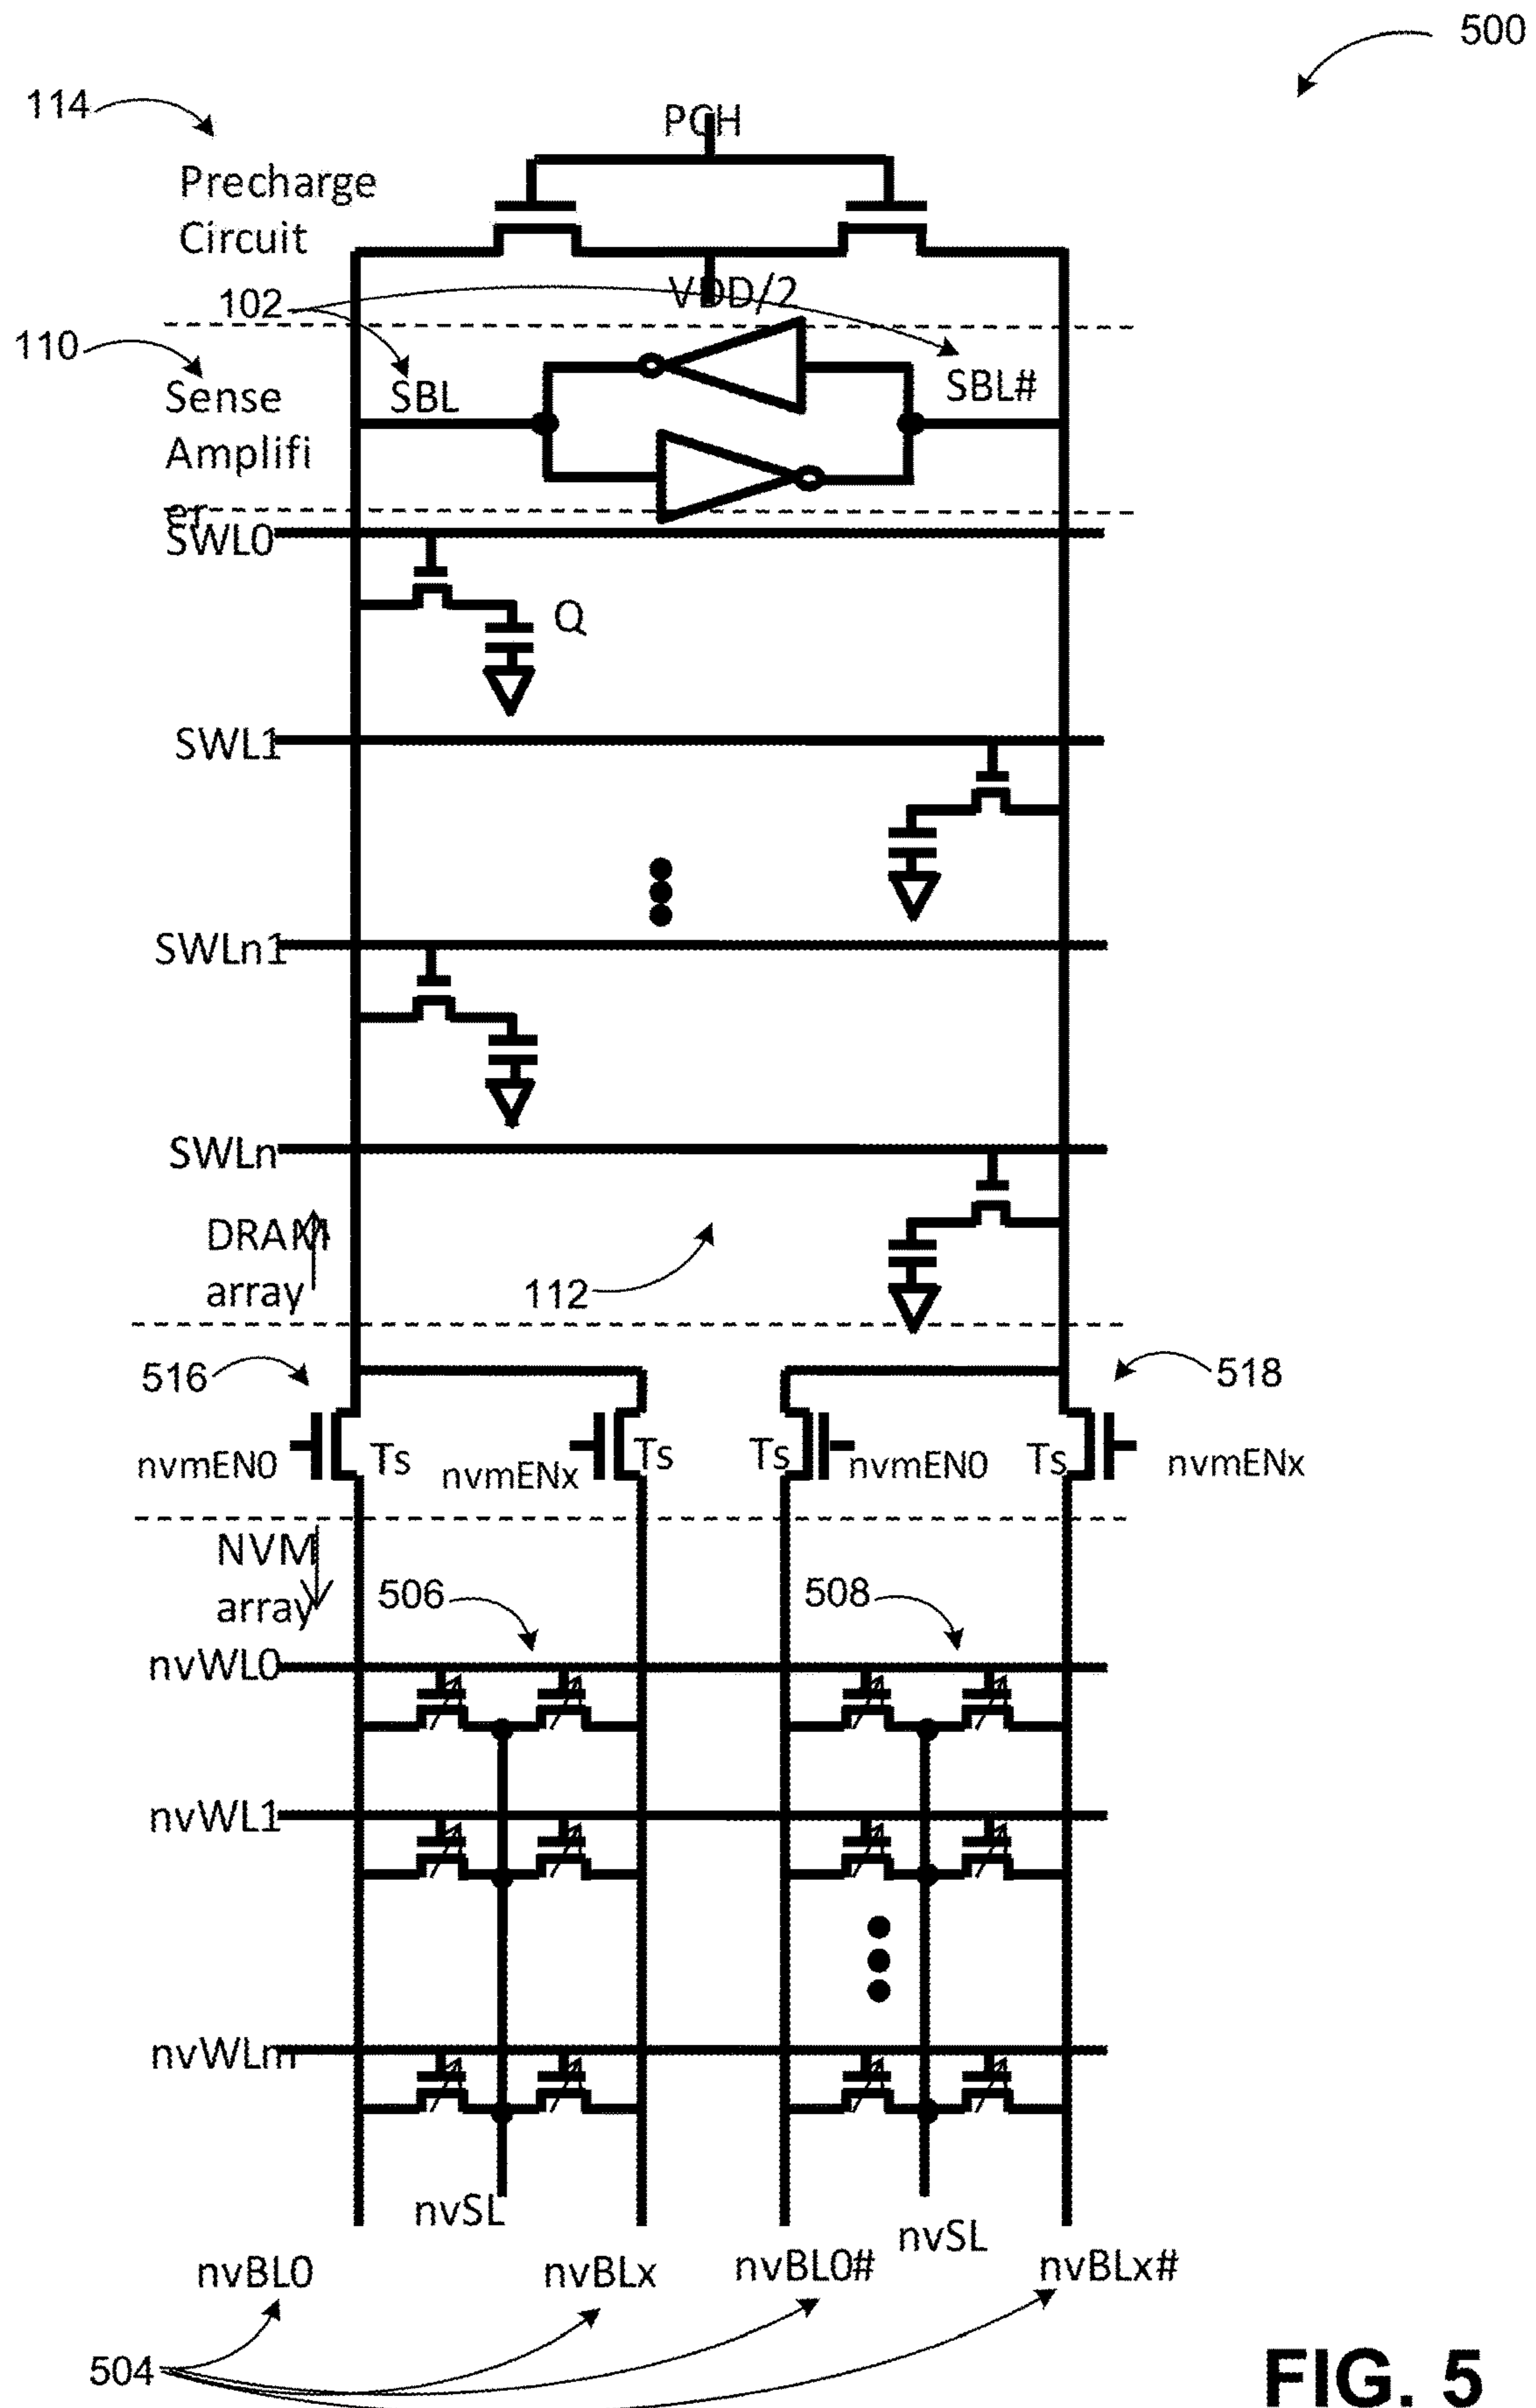 500
114
PCH
Precharge
Circuit
102
VDD/2
110
Sense
Amplifi
er
SBL
SBL#
SWL0
Q
SWL1
SWLn1
SWLn
DRAM
array
112
516
518
nvmEN0
Ts
nvmENx
Ts
Ts
nvmEN0
Ts
nvmENx
NVM
array
506
508
nvWL0
nvWL1
nvWLm
nvSL
nvSL
nvBL0
nvBLx
nvBL0#
nvBLx#
504
FIG. 5